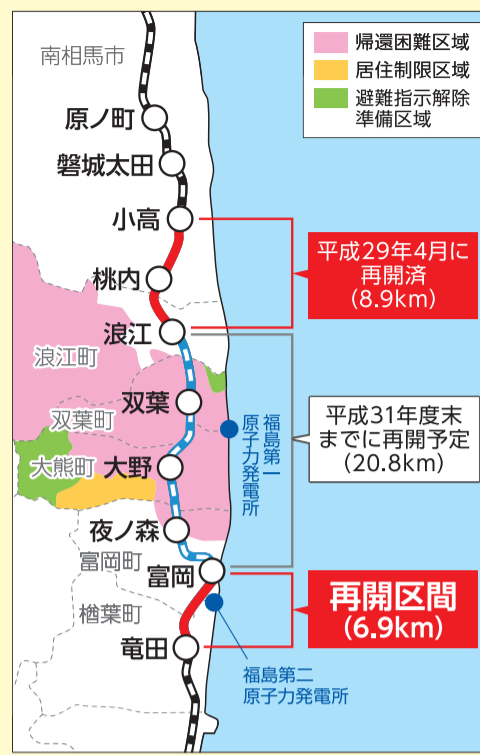 帰還困難区域
居住制限区域
避難指示解除
準備区域
南相馬市
原ノ町
磐城太田
小高
平成29年4月に
再開済
(8.9km)
桃内
浪江
浪江町
双葉
双葉町
福島第一
原子力発電所
平成31年度末
までに再開予定
(20.8km)
大熊町
大野
夜ノ森
富岡町
富岡
再開区間
(6.9km)
楢葉町
竜田
福島第二
原子力発電所